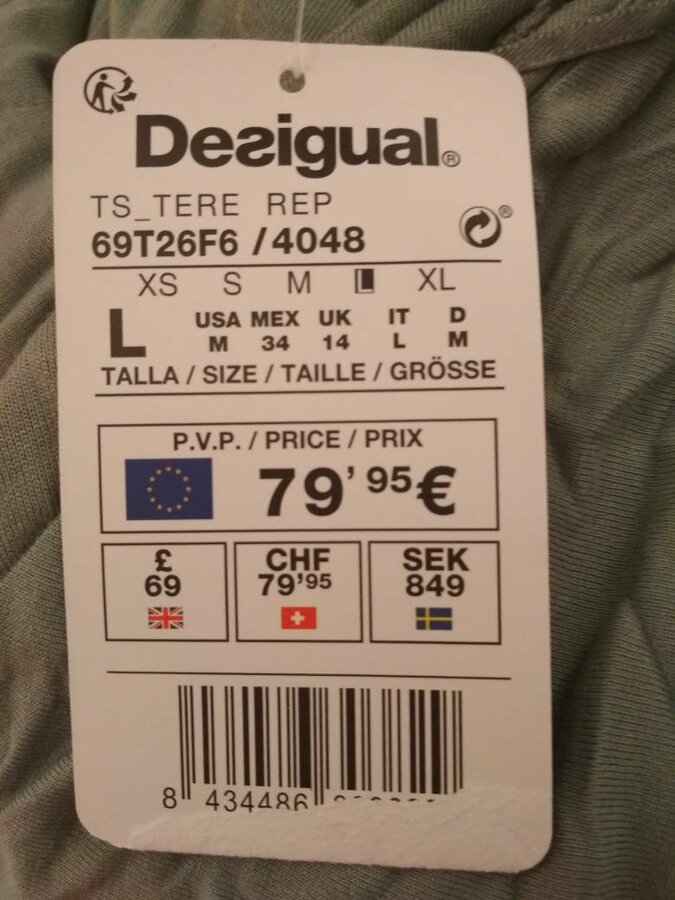 Desigual®
TS_TERE REP
69T26F6 /4048
®
XS S M L XL
L USA MEX UK IT D
M 34 14 L M
TALLA / SIZE / TAILLE / GRÖSSE
P.V.P. / PRICE / PRIX
79'95€
£ CHF SEK
69 79'95 849
8 434486